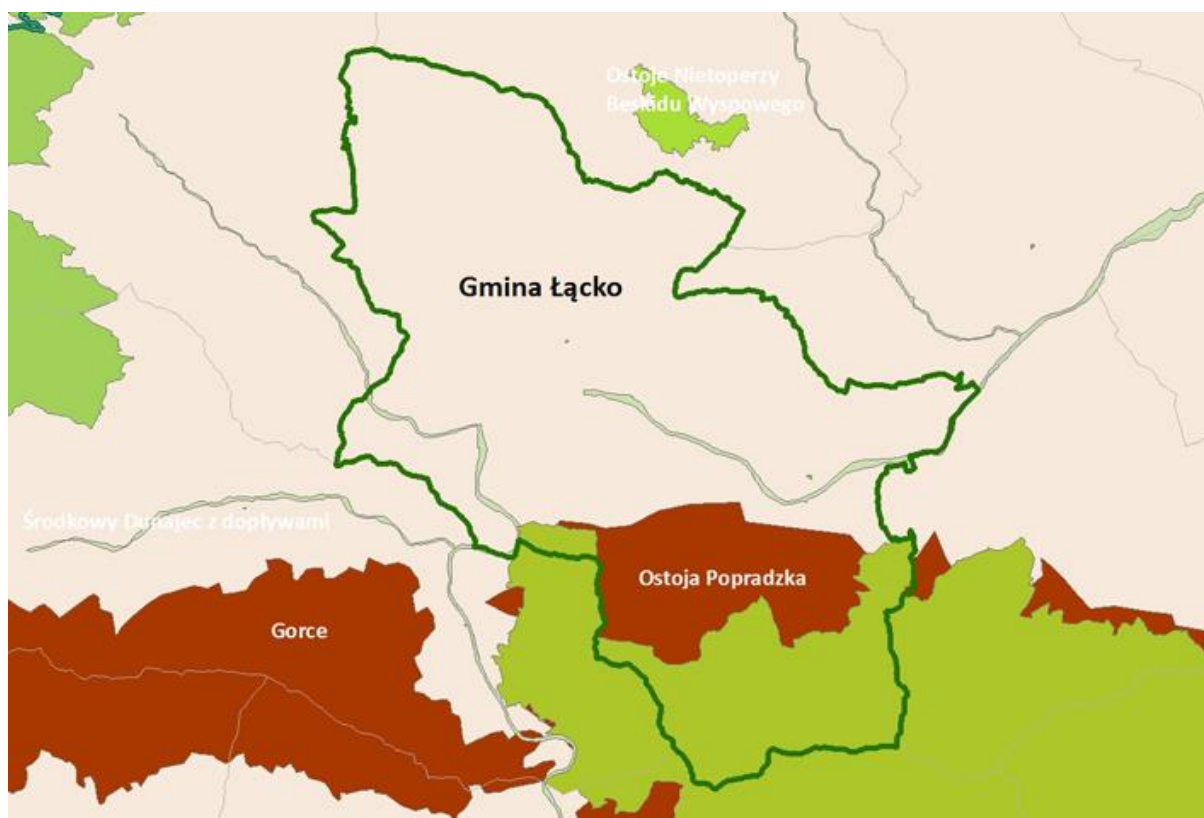 Ostoje Nietoperzy
Beskidu Wyspowego
Gmina Łącko
Środkowy Dunajec z dopływami
Ostoja Popradzka
Gorce